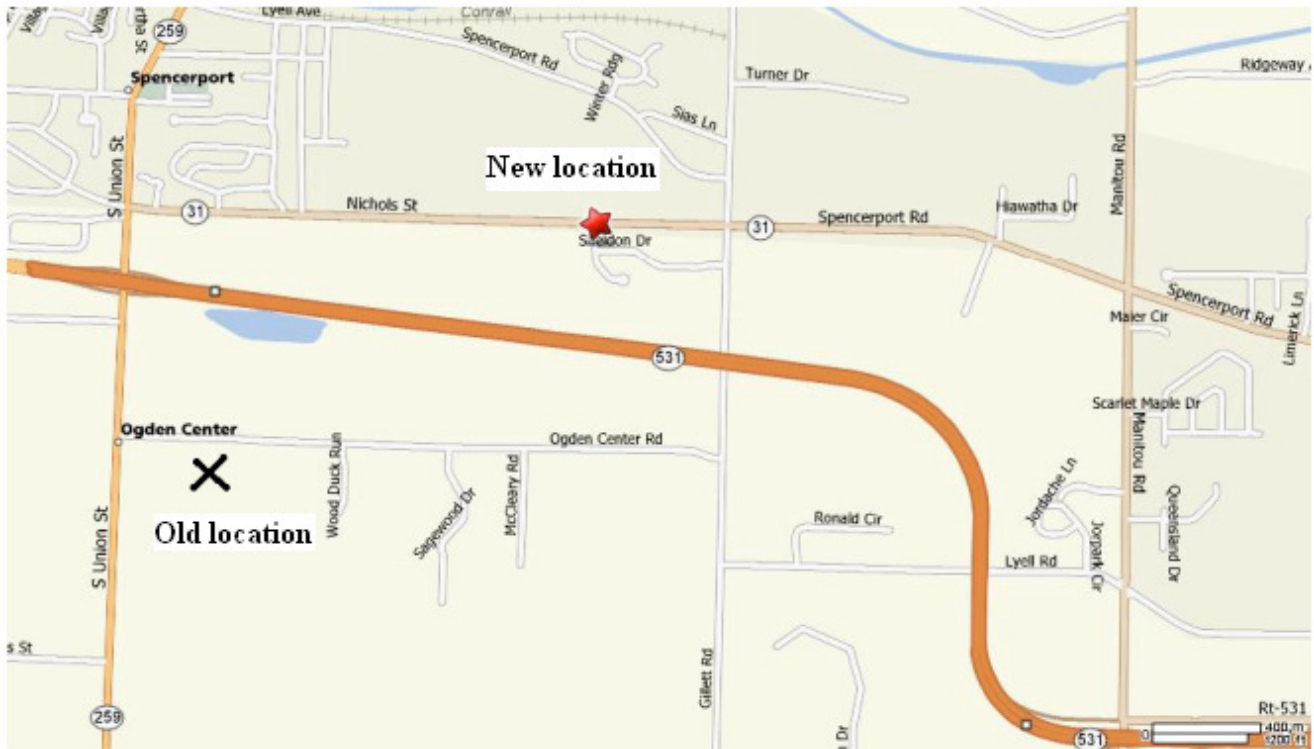 Lyell Ave
Conrail
259
Spencerport Rd
Winter Rdg
Turner Dr
Ridgeway
Spencerport
Sias Ln
S Union St
New location
Manitou Rd
31
Nichols St
Spencerport Rd
Hiawatha Dr
31
Dr
Spencerport Rd
Limerick Ln
Maier Cir
531
Scarlet Maple Dr
Manitou Rd
Ogden Center
Ogden Center Rd
Wood Duck Run
McCleary Rd
Sagewood Dr
Old location
S Union St
Ronald Cir
Jordache Ln
Queensland Dr
Lyell Rd
Jorpark Cir
s St
Gillett Rd
259
Dr
Rt-531
531
0
400 m
1200 ft